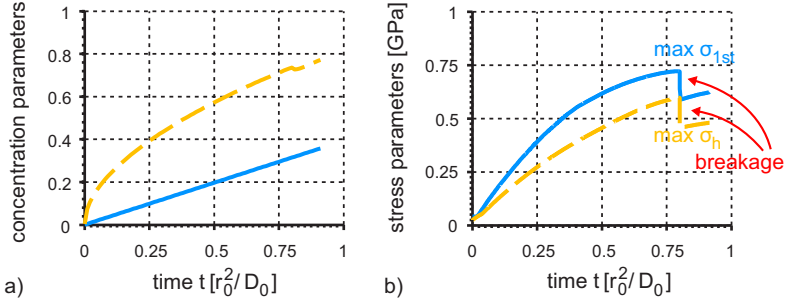 concentration parameters
1
0.8
0.6
0.4
0.2
0
0 0.25 0.5 0.75 1
time t [r₀²/D₀]
a)
stress parameters [GPa]
1
0.75
0.5
0.25
0
0 0.25 0.5 0.75 1
time t [r₀²/D₀]
b)
max σ1st
max σh
breakage